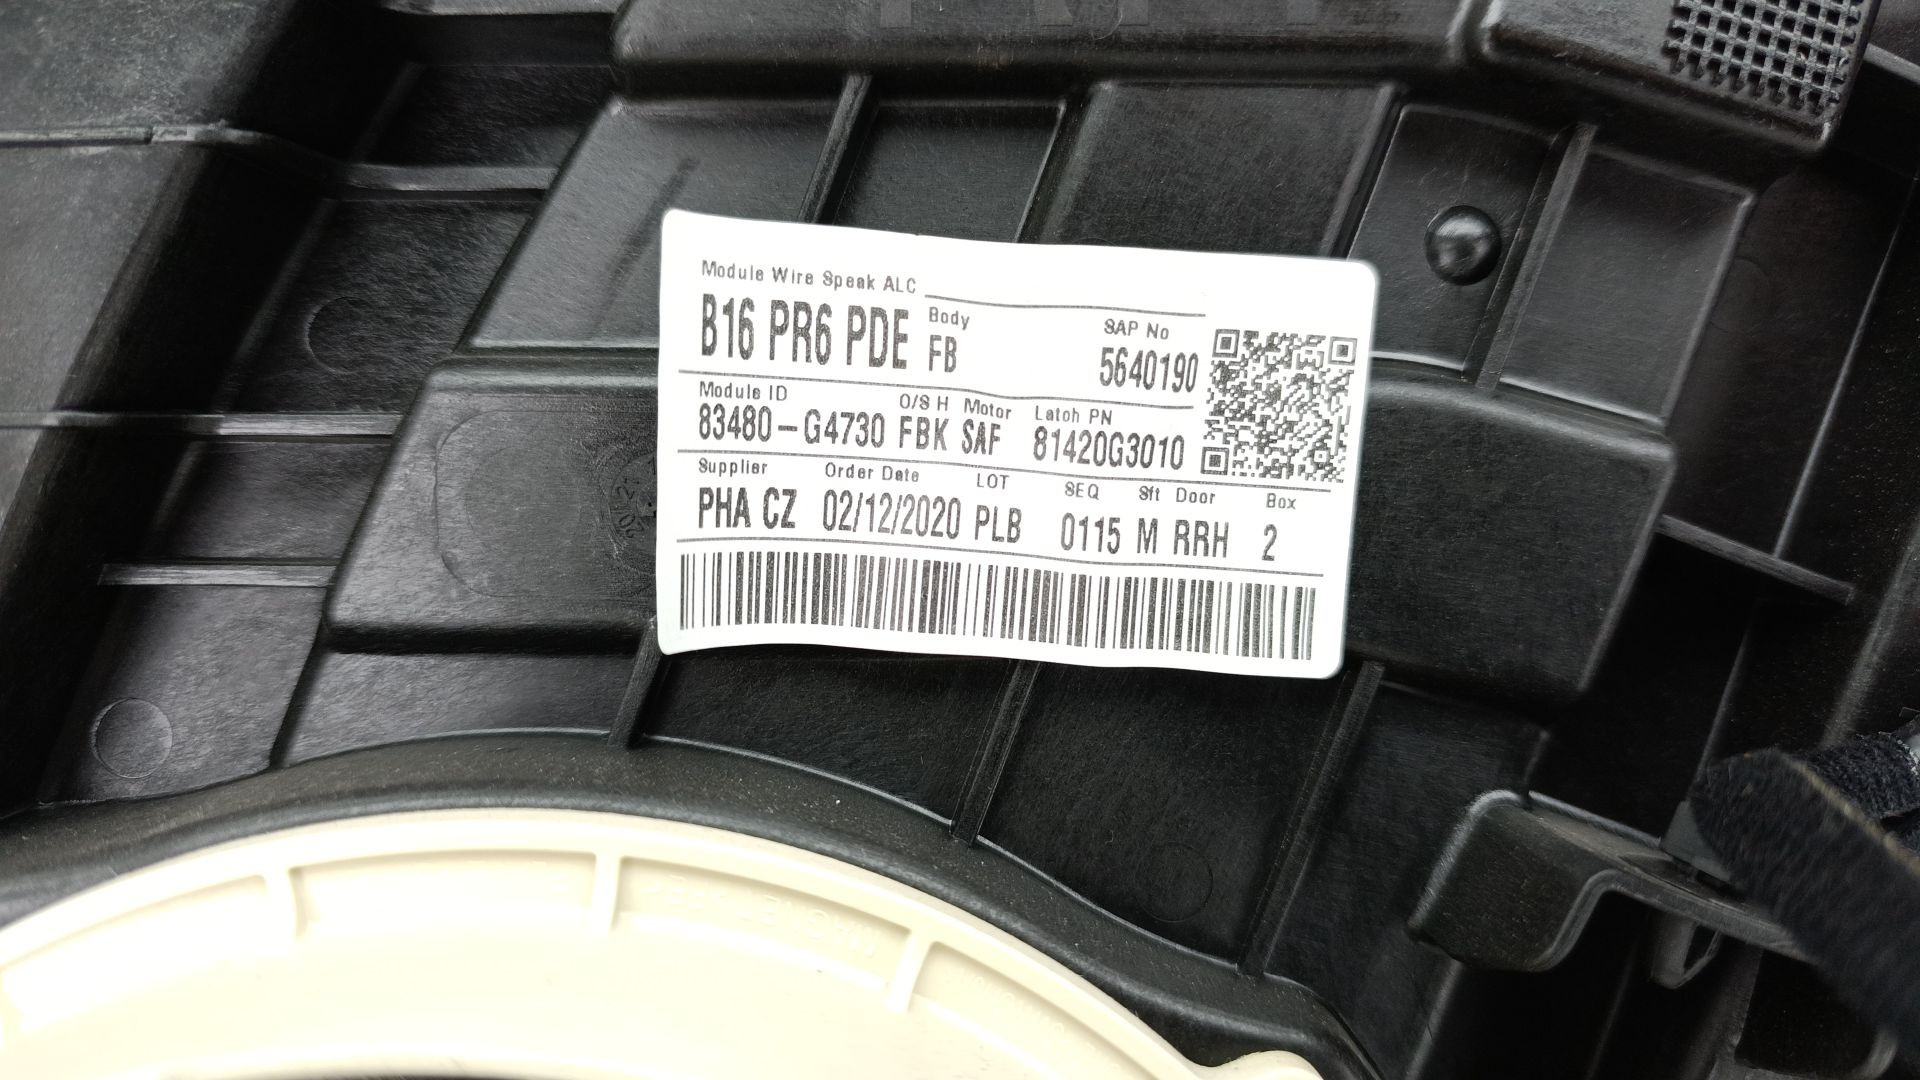 Module Wire Speak ALC
B16 PR6 PDE
Body
FB
SAP No
5640190
Module ID
83480-G4730
O/S H
FBK
Motor
SAF
Latch PN
81420G3010
Supplier
PHA CZ
Order Date
02/12/2020
LOT
PLB
SEQ
0115
Sft
M
Door
RRH
Box
2